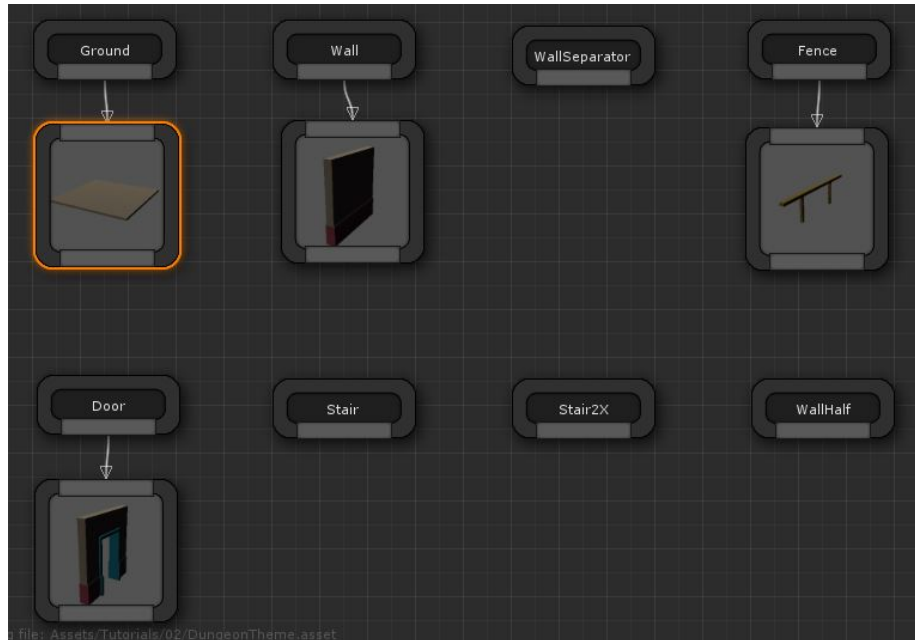 Ground
Wall
WallSeparator
Fence
Door
Stair
Stair2X
WallHalf
file: Assets/Tutorials/02/DungeonTheme.asset